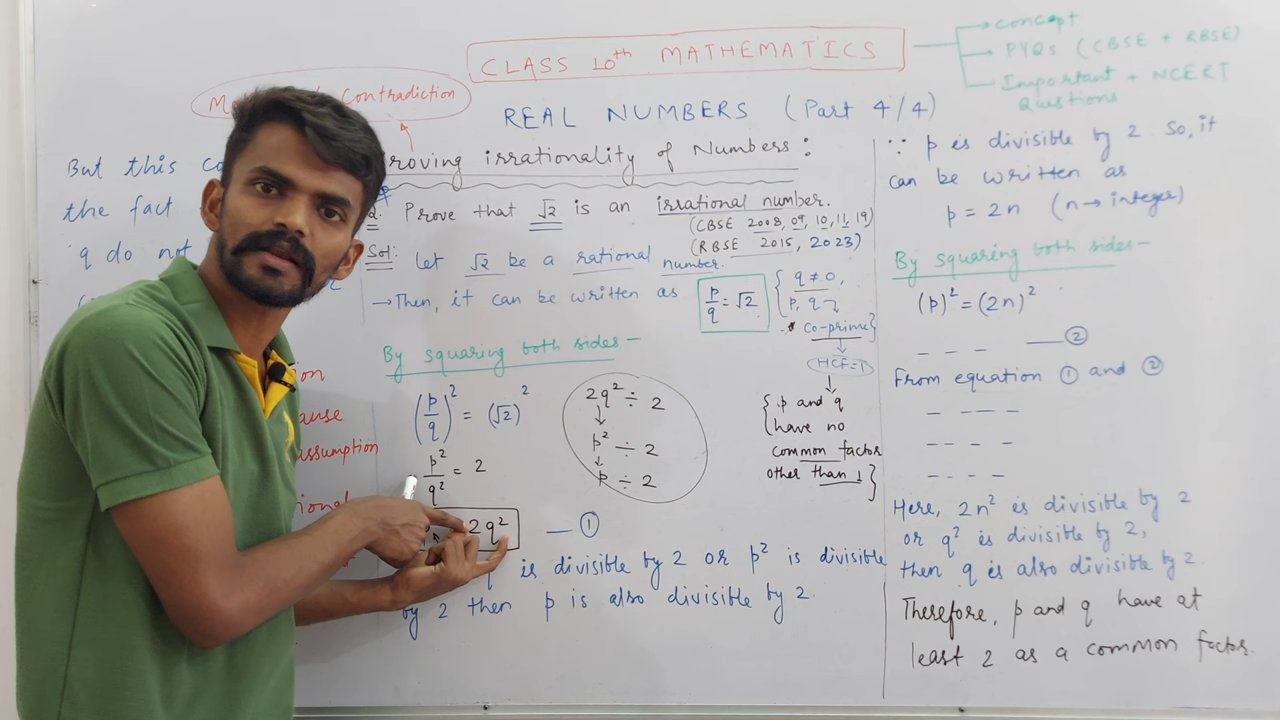 CLASS 10th MATHEMATICS
→ concept
→ PYQs (CBSE + RBSE)
→ Important + NCERT
Questions
Contradiction
REAL NUMBERS (Part 4/4)
But this
the fact
q do not
assumption
Proving irrationality of Numbers:
Q. Prove that √2 is an irrational number.
(CBSE 2008, 09, 10, 11, 19)
(RBSE 2015, 2023)
Sol: Let √2 be a rational number.
→ Then, it can be written as p/q = √2 { q ≠ 0,
p, q →
Co-prime}
↓
HCF=1
↓
{ p and q
have no
common factor
other than 1 }
By squaring both sides –
(p/q)² = (√2)²
p²/q² = 2
2q² — ①
2q² ÷ 2
↓
p² ÷ 2
↓
p ÷ 2
is divisible by 2 or p² is divisible
by 2 then p is also divisible by 2.
∵ p is divisible by 2. So, it
can be written as
p = 2n (n → integer)
By squaring both sides –
(p)² = (2n)²
_ _ _ — ②
From equation ① and ②
_ _ _ _
_ _ _ _
_ _ _ _
Here, 2n² is divisible by 2
or q² is divisible by 2,
then q is also divisible by 2
Therefore, p and q have at
least 2 as a common factor.